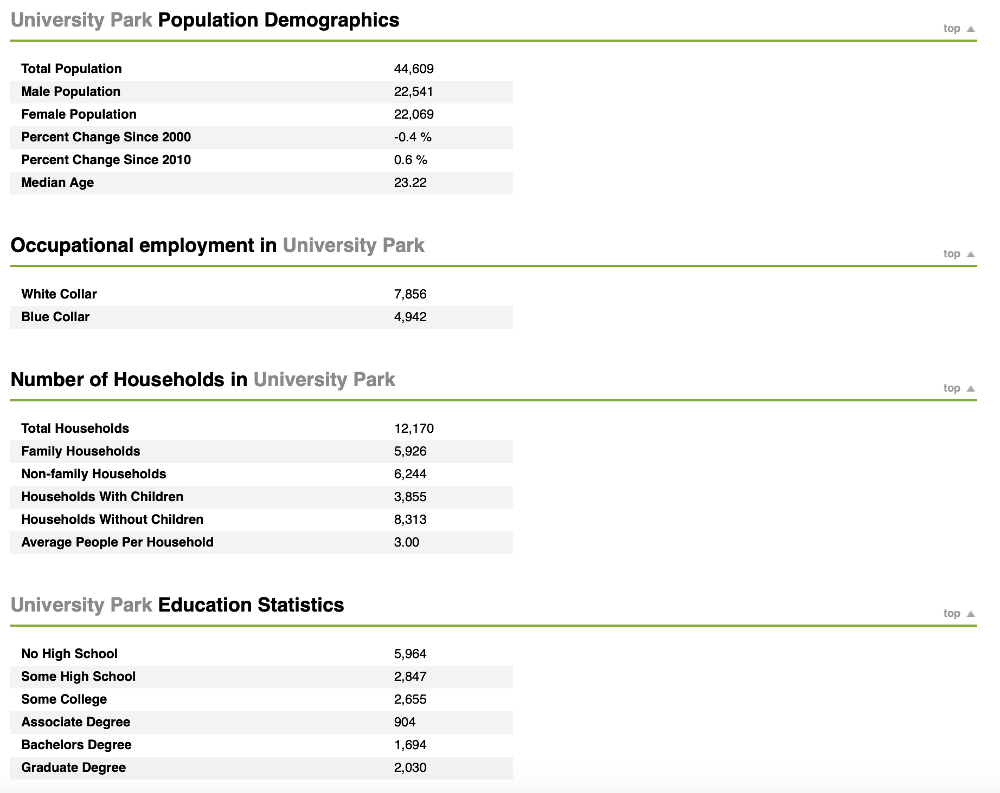 University Park Population Demographics
top ▲
Total Population 44,609
Male Population 22,541
Female Population 22,069
Percent Change Since 2000 -0.4 %
Percent Change Since 2010 0.6 %
Median Age 23.22
Occupational employment in University Park
top ▲
White Collar 7,856
Blue Collar 4,942
Number of Households in University Park
top ▲
Total Households 12,170
Family Households 5,926
Non-family Households 6,244
Households With Children 3,855
Households Without Children 8,313
Average People Per Household 3.00
University Park Education Statistics
top ▲
No High School 5,964
Some High School 2,847
Some College 2,655
Associate Degree 904
Bachelors Degree 1,694
Graduate Degree 2,030